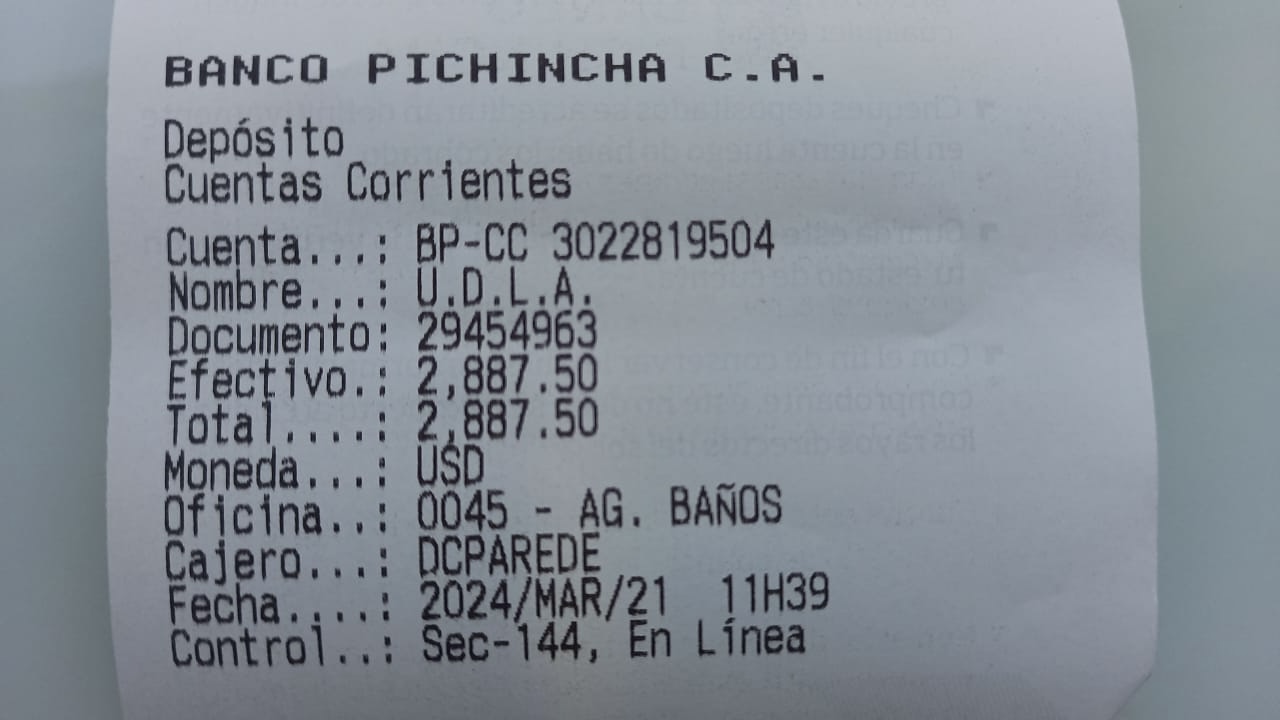 BANCO PICHINCHA C.A.
Depósito
Cuentas Corrientes
Cuenta...: BP-CC 3022819504
Nombre...: U.D.L.A.
Documento: 29454963
Efectivo.: 2,887.50
Total....: 2,887.50
Moneda...: USD
Oficina..: 0045 - AG. BAÑOS
Cajero...: DCPAREDE
Fecha....: 2024/MAR/21 11H39
Control..: Sec-144, En Línea